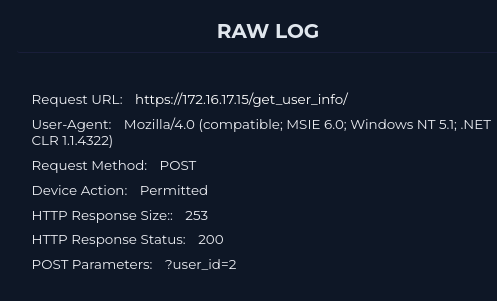 RAW LOG
Request URL: https://172.16.17.15/get_user_info/
User-Agent: Mozilla/4.0 (compatible; MSIE 6.0; Windows NT 5.1; .NET
CLR 1.1.4322)
Request Method: POST
Device Action: Permitted
HTTP Response Size:: 253
HTTP Response Status: 200
POST Parameters: ?user_id=2